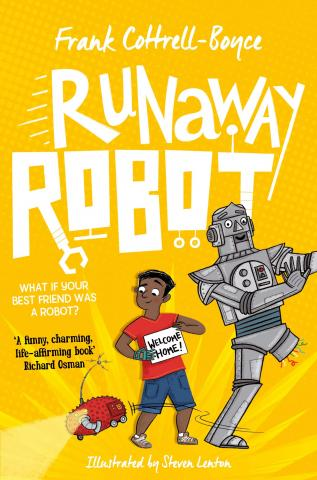 Frank Cottrell-Boyce
RUNAWAY
ROBOT
WHAT IF YOUR
BEST FRIEND WAS
A ROBOT?
'A funny, charming,
life-affirming book'
Richard Osman
WELCOME
HOME!
Illustrated by Steven Lenton